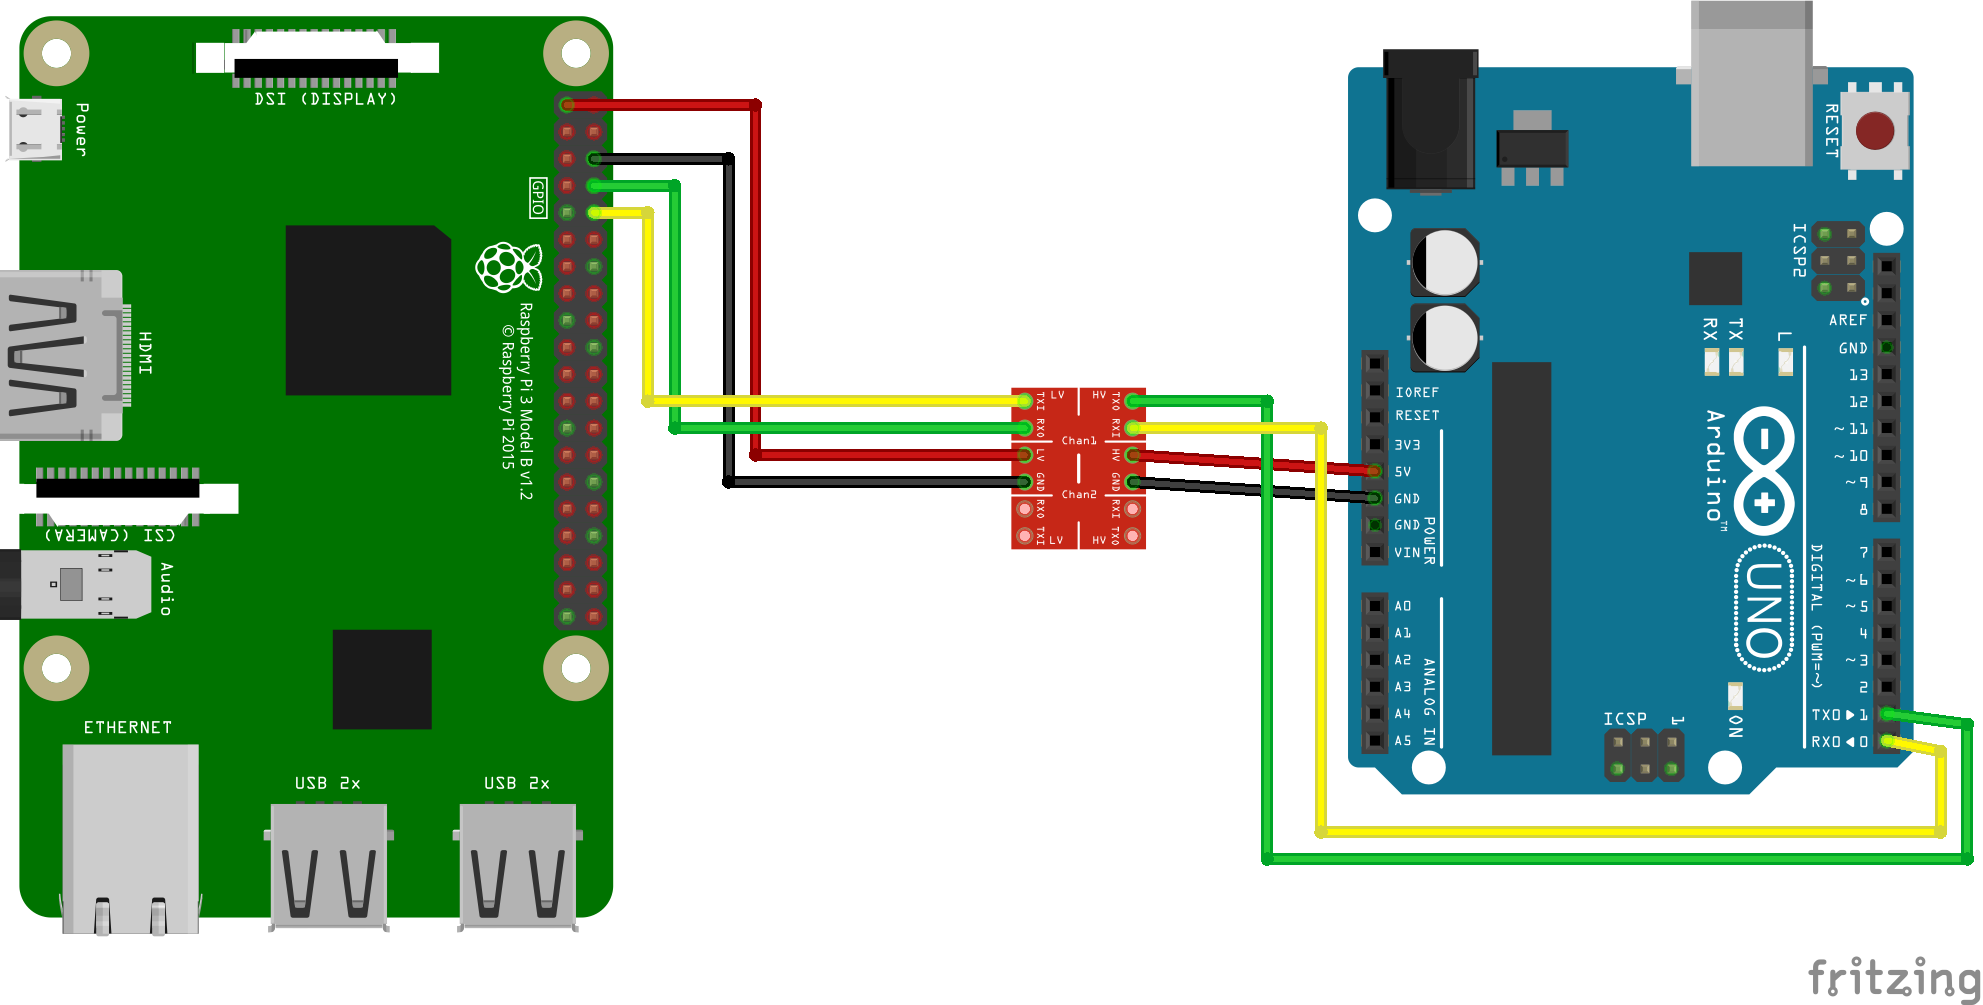 DSI (DISPLAY)
Power
GPIO
HDMI
Raspberry Pi 3 Model B v1.2
© Raspberry Pi 2015
CSI (CAMERA)
Audio
ETHERNET
USB 2x
USB 2x
LV
HV
TXI
TXO
RXO
RXI
Chan1
LV
HV
GND
GND
Chan2
RXO
RXI
TXI
TXO
LV
HV
RESET
ICSP2
RX
TX
L
AREF
GND
13
12
~11
~10
~9
8
IOREF
RESET
3V3
5V
GND
GND
VIN
POWER
Arduino™
UNO
DIGITAL (PWM=~)
7
~6
~5
4
~3
2
TX0▶1
RX0◀0
A0
A1
A2
A3
A4
A5
ANALOG IN
ICSP
1
ON
fritzing